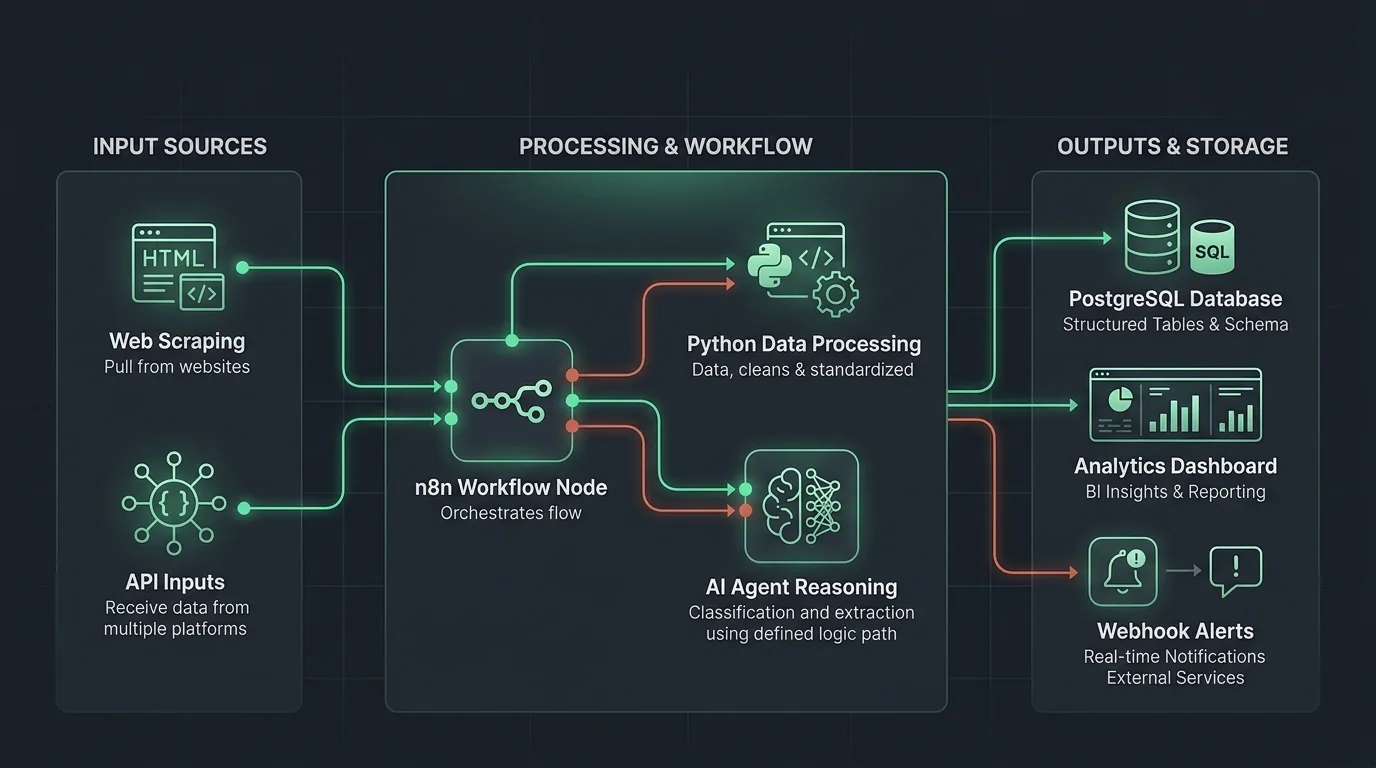 INPUT SOURCES
HTML
</>
Web Scraping
Pull from websites
{}
API Inputs
Receive data from
multiple platforms
PROCESSING & WORKFLOW
</>
Python Data Processing
Data, cleans & standardized
n8n Workflow Node
Orchestrates flow
AI Agent Reasoning
Classification and extraction
using defined logic path
OUTPUTS & STORAGE
SQL
PostgreSQL Database
Structured Tables & Schema
Analytics Dashboard
BI Insights & Reporting
!
!
Webhook Alerts
Real-time Notifications
External Services